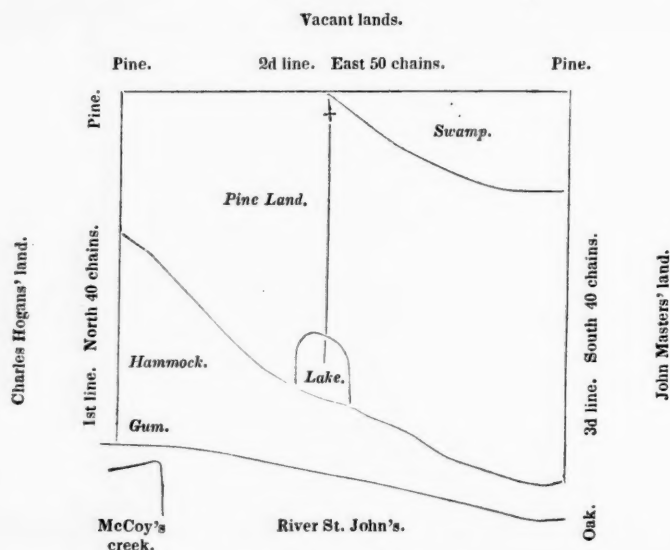 Vacant lands.
Pine. 2d line. East 50 chains. Pine.
Pine.
Swamp.
Pine Land.
Charles Hogans' land.
1st line. North 40 chains.
3d line. South 40 chains.
John Masters' land.
Hammock.
Lake.
Gum.
Oak.
McCoy's
creek.
River St. John's.